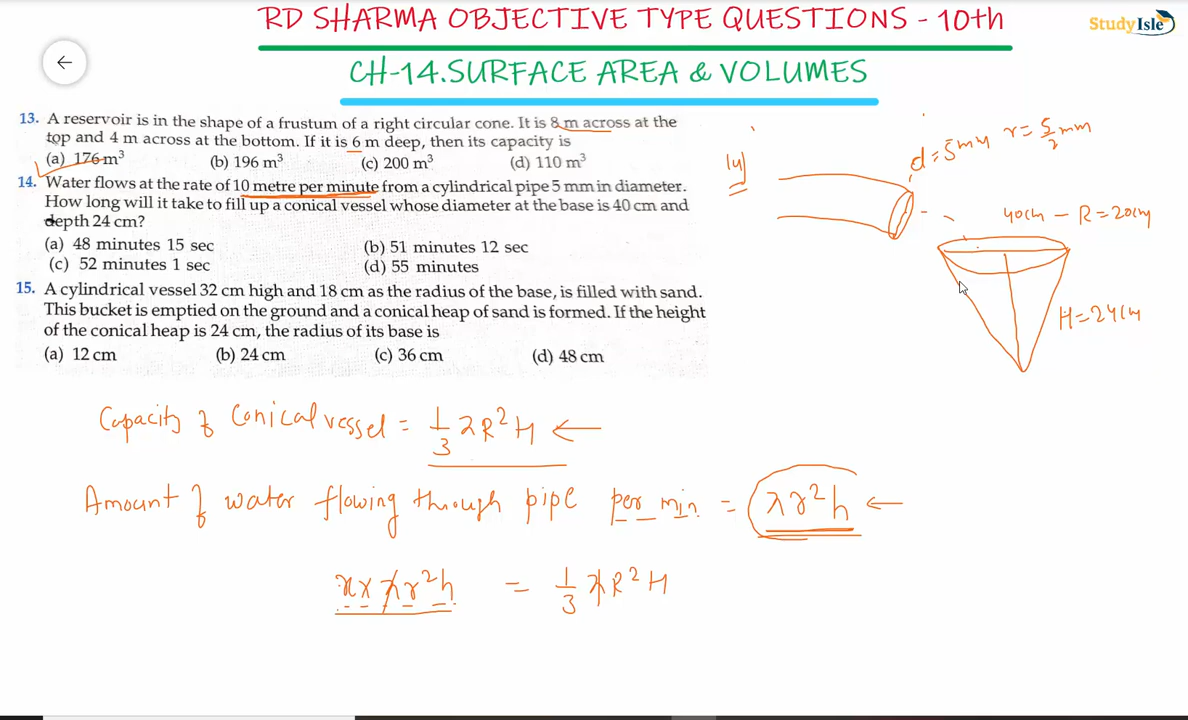 RD SHARMA OBJECTIVE TYPE QUESTIONS - 10th
StudyIsle
CH-14.SURFACE AREA & VOLUMES
13. A reservoir is in the shape of a frustum of a right circular cone. It is 8 m across at the
top and 4 m across at the bottom. If it is 6 m deep, then its capacity is
(a) 176 m³ (b) 196 m³ (c) 200 m³ (d) 110 m³
14. Water flows at the rate of 10 metre per minute from a cylindrical pipe 5 mm in diameter.
How long will it take to fill up a conical vessel whose diameter at the base is 40 cm and
depth 24 cm?
(a) 48 minutes 15 sec (b) 51 minutes 12 sec
(c) 52 minutes 1 sec (d) 55 minutes
15. A cylindrical vessel 32 cm high and 18 cm as the radius of the base, is filled with sand.
This bucket is emptied on the ground and a conical heap of sand is formed. If the height
of the conical heap is 24 cm, the radius of its base is
(a) 12 cm (b) 24 cm (c) 36 cm (d) 48 cm
14)
d = 5mm r = 5/2 mm
40cm - R = 20cm
H = 24cm
Capacity of Conical vessel = 1/3 πR²H
Amount of water flowing through pipe per min = πr²h
x × πr²h = 1/3 πR²H